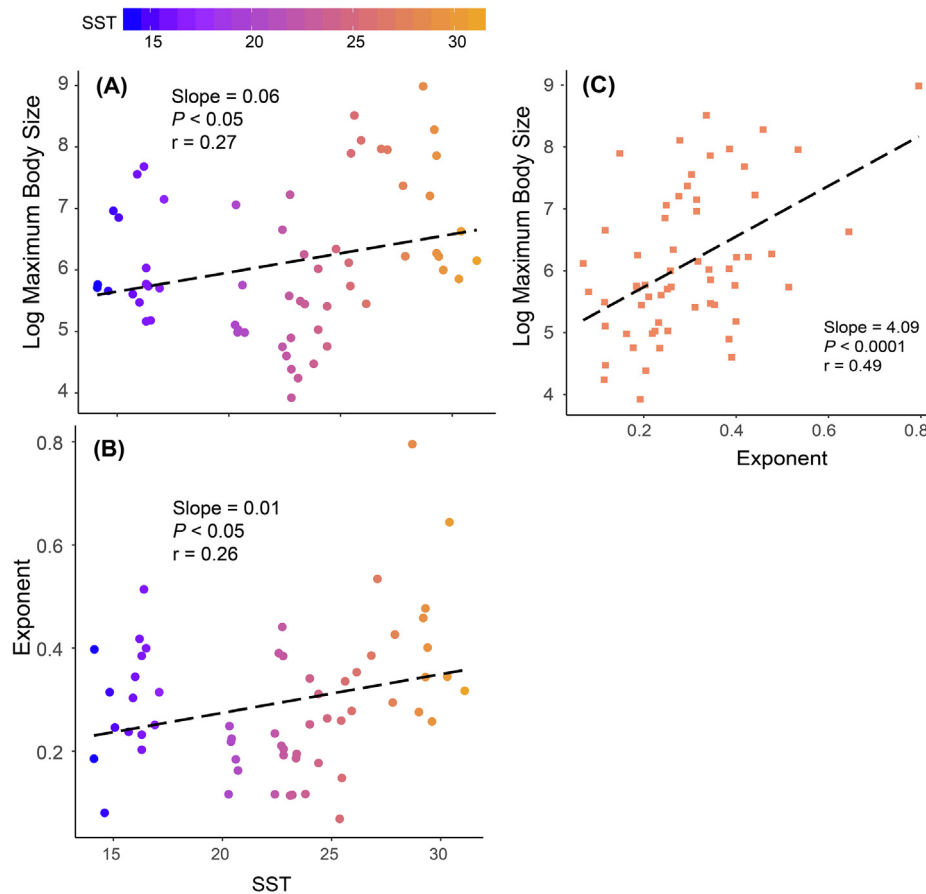 SST
15 20 25 30
(A)
Slope = 0.06
P < 0.05
r = 0.27
Log Maximum Body Size
9
8
7
6
5
4
(C)
Log Maximum Body Size
9
8
7
6
5
4
Slope = 4.09
P < 0.0001
r = 0.49
0.2 0.4 0.6 0.8
Exponent
(B)
Slope = 0.01
P < 0.05
r = 0.26
Exponent
0.8
0.6
0.4
0.2
15 20 25 30
SST